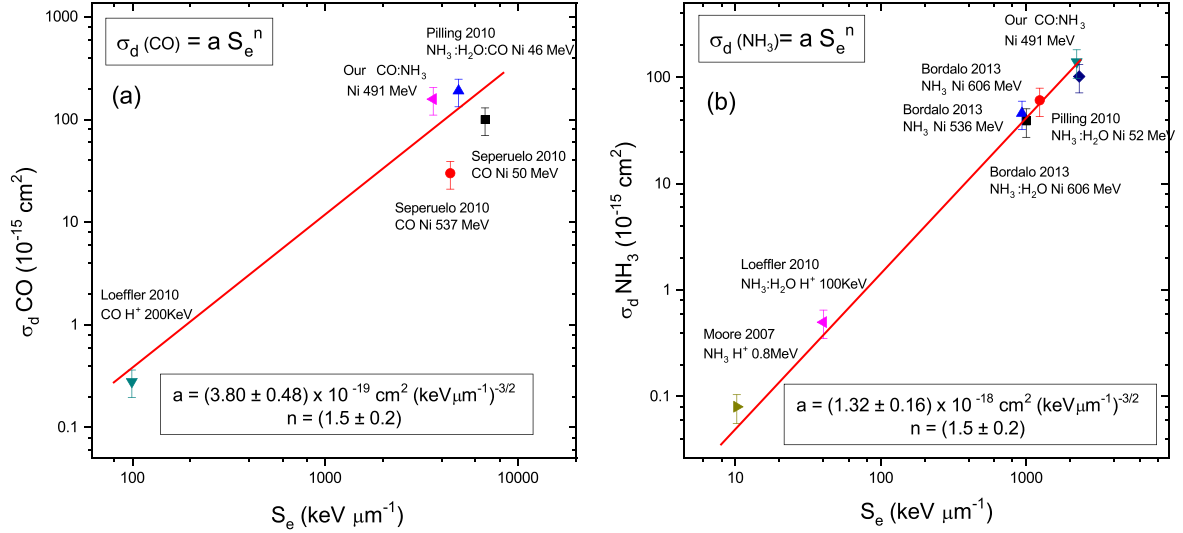 σd (CO) = a Se^n
(a)
Pilling 2010
NH3:H2O:CO Ni 46 MeV
Our CO:NH3
Ni 491 MeV
Seperuelo 2010
CO Ni 50 MeV
Seperuelo 2010
CO Ni 537 MeV
Loeffler 2010
CO H+ 200KeV
a = (3.80 ± 0.48) x 10^-19 cm^2 (keVμm^-1)^-3/2
n = (1.5 ± 0.2)
1000
100
10
1
0.1
σd CO (10^-15 cm^2)
100
1000
10000
Se (keV μm^-1)
σd (NH3)= a Se^n
(b)
Our CO:NH3
Ni 491 MeV
Bordalo 2013
NH3 Ni 606 MeV
Bordalo 2013
NH3 Ni 536 MeV
Pilling 2010
NH3:H2O Ni 52 MeV
Bordalo 2013
NH3:H2O Ni 606 MeV
Loeffler 2010
NH3:H2O H+ 100KeV
Moore 2007
NH3 H+ 0.8MeV
a = (1.32 ± 0.16) x 10^-18 cm^2 (keVμm^-1)^-3/2
n = (1.5 ± 0.2)
100
10
1
0.1
σd NH3 (10^-15 cm^2)
10
100
1000
Se (keV μm^-1)